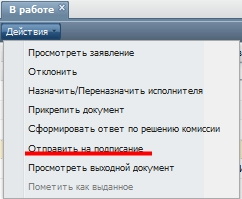 В работе ×
Действия
Просмотреть заявление
Отклонить
Назначить/Переназначить исполнителя
Прикрепить документ
Сформировать ответ по решению комиссии
Отправить на подписание
Просмотреть выходной документ
Пометить как выданное